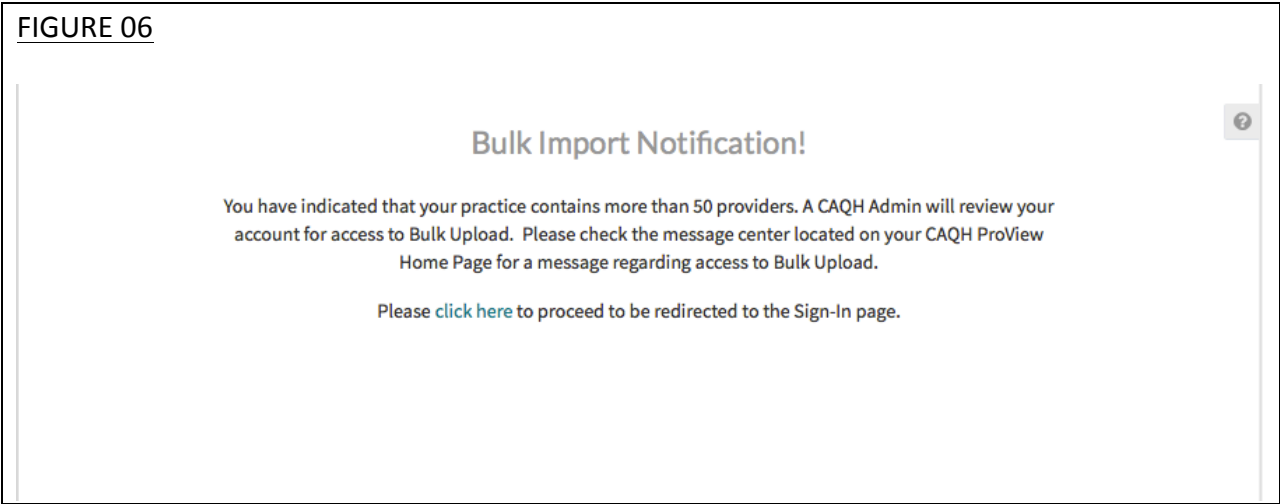 FIGURE 06
Bulk Import Notification!
You have indicated that your practice contains more than 50 providers. A CAQH Admin will review your
account for access to Bulk Upload.  Please check the message center located on your CAQH ProView
Home Page for a message regarding access to Bulk Upload.
Please click here to proceed to be redirected to the Sign-In page.